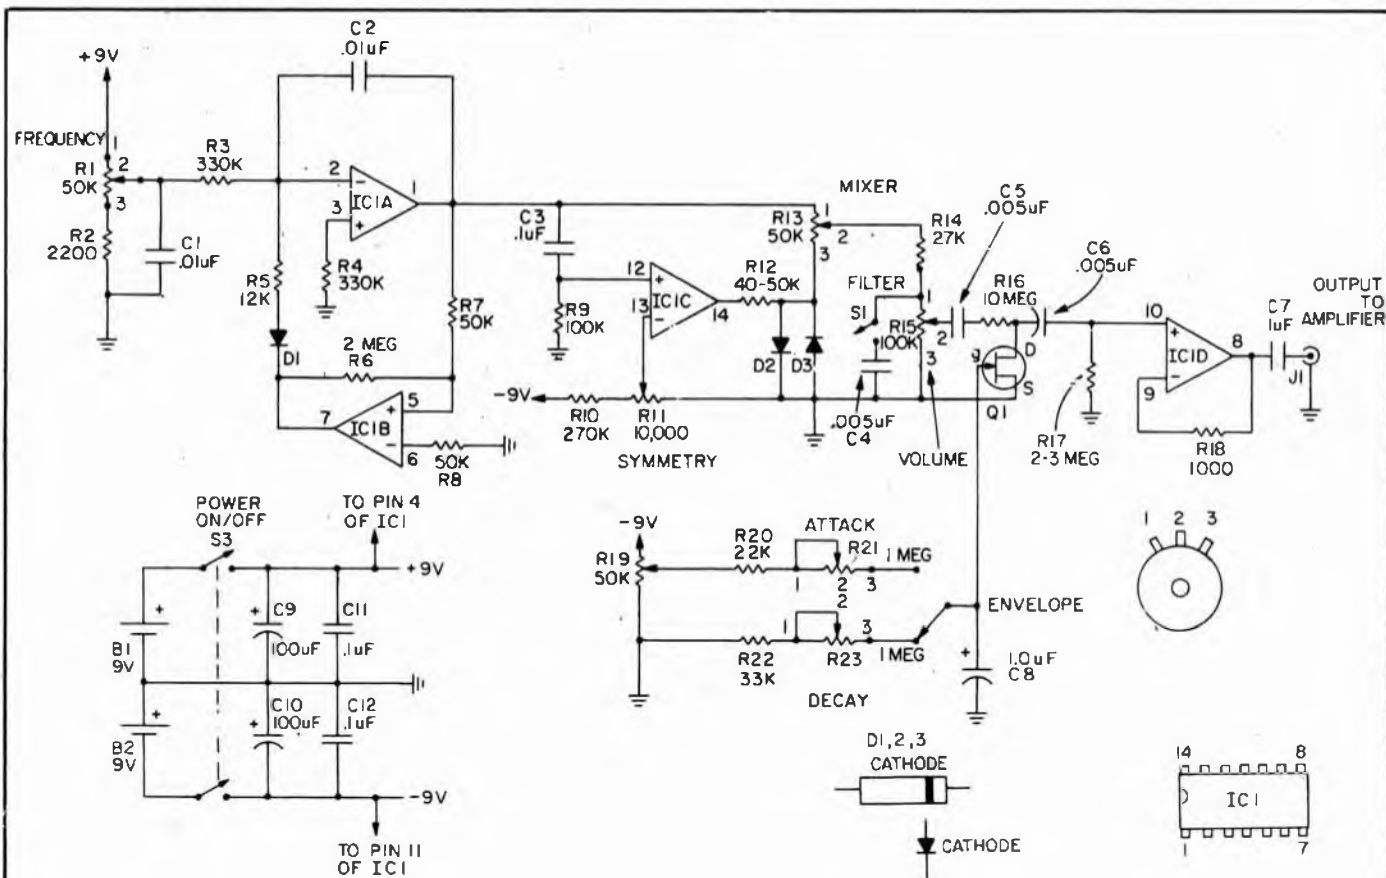 C2
.01uF
+9V
FREQUENCY
1
R1
50K
2
3
R2
2200
C1
.01uF
R3
330K
2
−
IC1A
1
3
+
R4
330K
R5
12K
D1
2 MEG
R6
R7
50K
7
IC1B
5
+
−
6
50K
R8
C3
.1uF
R9
100K
12
+
13
−
IC1C
14
R12
40-50K
D2
D3
-9V
R10
270K
R11
10,000
SYMMETRY
MIXER
R13
50K
1
2
3
R14
27K
FILTER
S1
.005uF
C4
R15
100K
1
2
3
VOLUME
C5
.005uF
R16
10 MEG
C6
.005uF
g
D
S
Q1
R17
2-3 MEG
10
+
IC1D
8
9
−
R18
1000
C7
1uF
OUTPUT
TO
AMPLIFIER
J1
POWER
ON/OFF
S3
TO PIN 4
OF IC1
+9V
+
B1
9V
+
C9
100uF
C11
.1uF
+
B2
9V
+
C10
100uF
C12
.1uF
-9V
TO PIN 11
OF IC1
-9V
R19
50K
R20
22K
ATTACK
R21
1 MEG
1
2
3
R22
33K
1
2
3
R23
1 MEG
DECAY
ENVELOPE
+
1.0uF
C8
1
2
3
D1,2,3
CATHODE
CATHODE
14
8
IC1
1
7